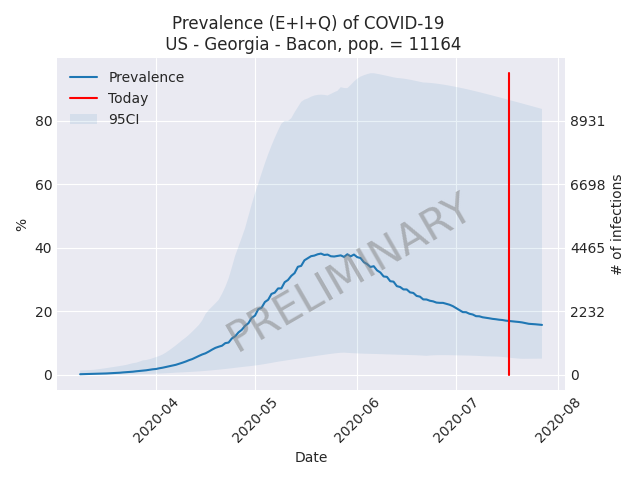 Prevalence (E+I+Q) of COVID-19
US - Georgia - Bacon, pop. = 11164
Prevalence
Today
95CI
80
60
40
20
0
%
8931
6698
4465
2232
0
# of infections
PRELIMINARY
2020-04
2020-05
2020-06
2020-07
2020-08
Date